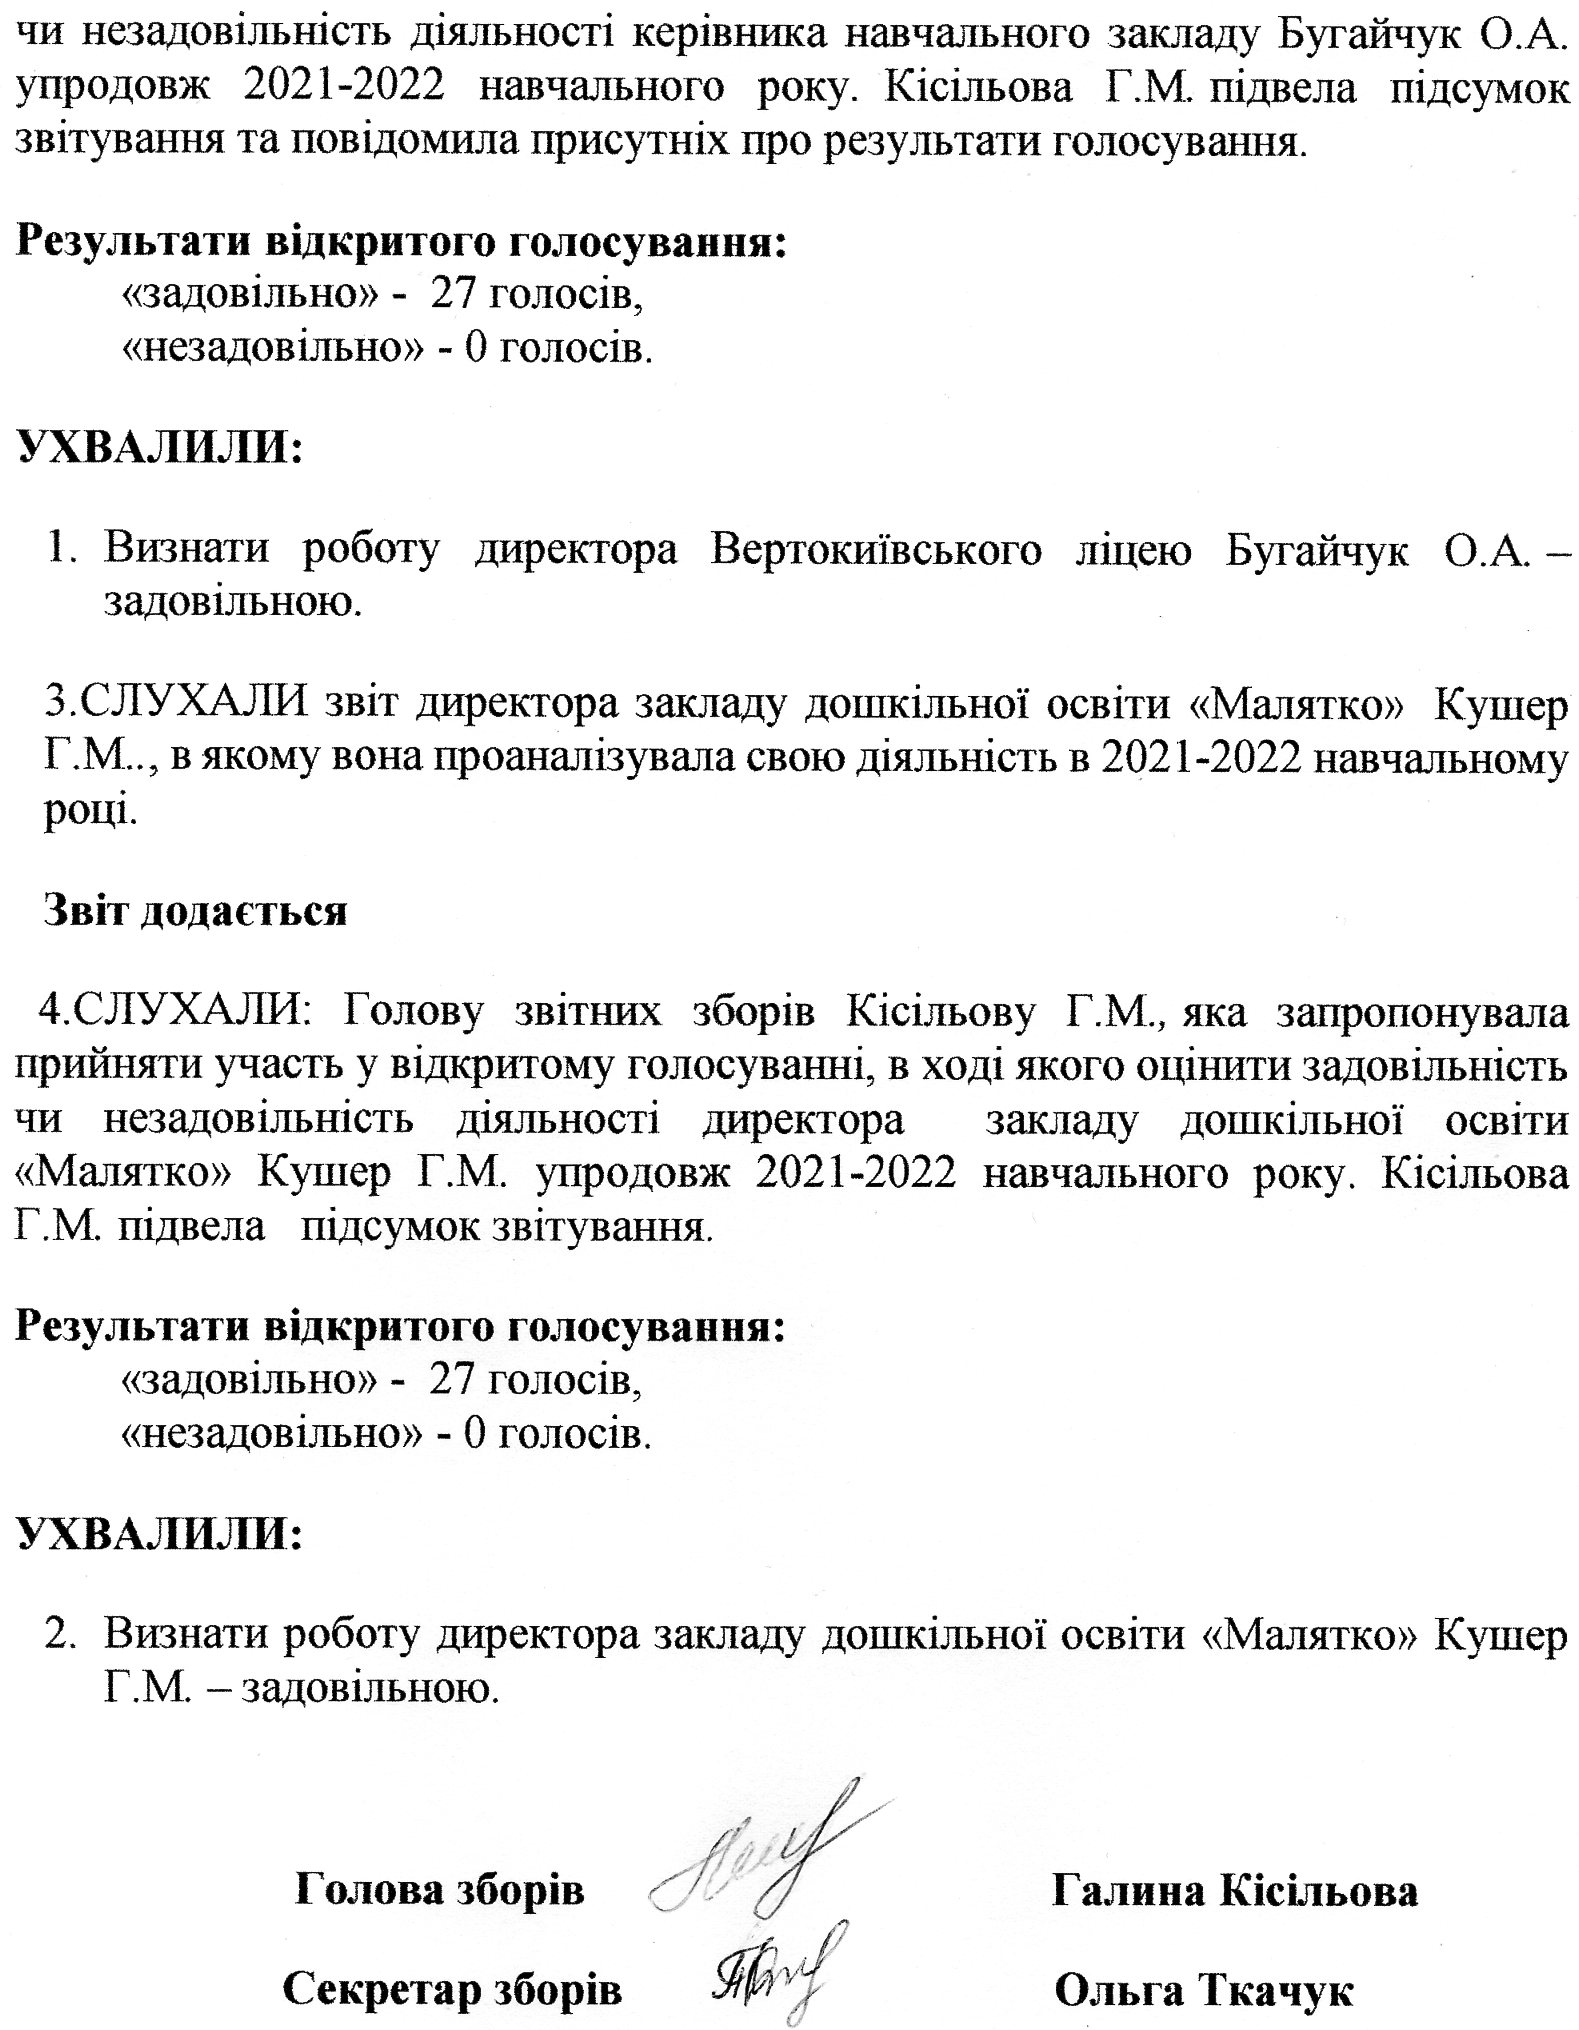 чи незадовільність діяльності керівника навчального закладу Бугайчук О.А.
упродовж 2021-2022 навчального року. Кісільова Г.М. підвела підсумок
звітування та повідомила присутніх про результати голосування.
Результати відкритого голосування:
«задовільно» - 27 голосів,
«незадовільно» - 0 голосів.
УХВАЛИЛИ:
1. Визнати роботу директора Вертокиївського ліцею Бугайчук О.А. –
задовільною.
3.СЛУХАЛИ звіт директора закладу дошкільної освіти «Малятко» Кушер
Г.М.., в якому вона проаналізувала свою діяльність в 2021-2022 навчальному
році.
Звіт додається
4.СЛУХАЛИ: Голову звітних зборів Кісільову Г.М., яка запропонувала
прийняти участь у відкритому голосуванні, в ході якого оцінити задовільність
чи незадовільність діяльності директора закладу дошкільної освіти
«Малятко» Кушер Г.М. упродовж 2021-2022 навчального року. Кісільова
Г.М. підвела підсумок звітування.
Результати відкритого голосування:
«задовільно» - 27 голосів,
«незадовільно» - 0 голосів.
УХВАЛИЛИ:
2. Визнати роботу директора закладу дошкільної освіти «Малятко» Кушер
Г.М. – задовільною.
Голова зборів Галина Кісільова
Секретар зборів Ольга Ткачук